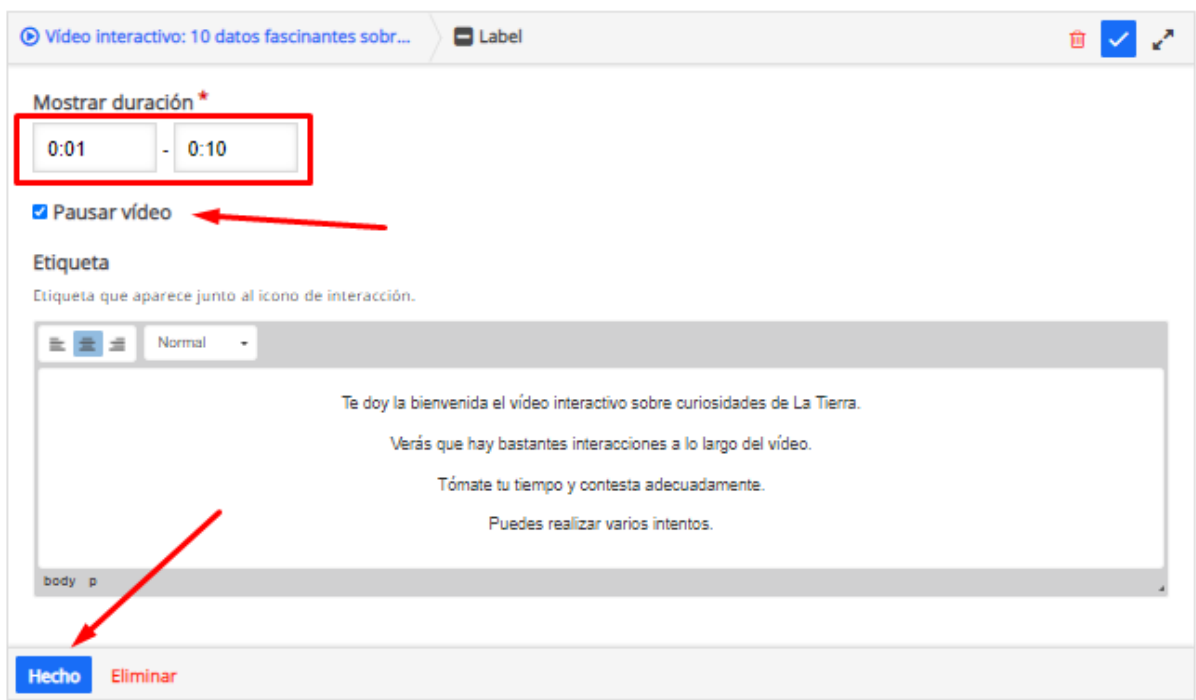 Vídeo interactivo: 10 datos fascinantes sobr...
Label
Mostrar duración *
0:01 - 0:10
Pausar vídeo
Etiqueta
Etiqueta que aparece junto al icono de interacción.
Normal
Te doy la bienvenida el vídeo interactivo sobre curiosidades de La Tierra.
Verás que hay bastantes interacciones a lo largo del vídeo.
Tómate tu tiempo y contesta adecuadamente.
Puedes realizar varios intentos.
body p
Hecho Eliminar